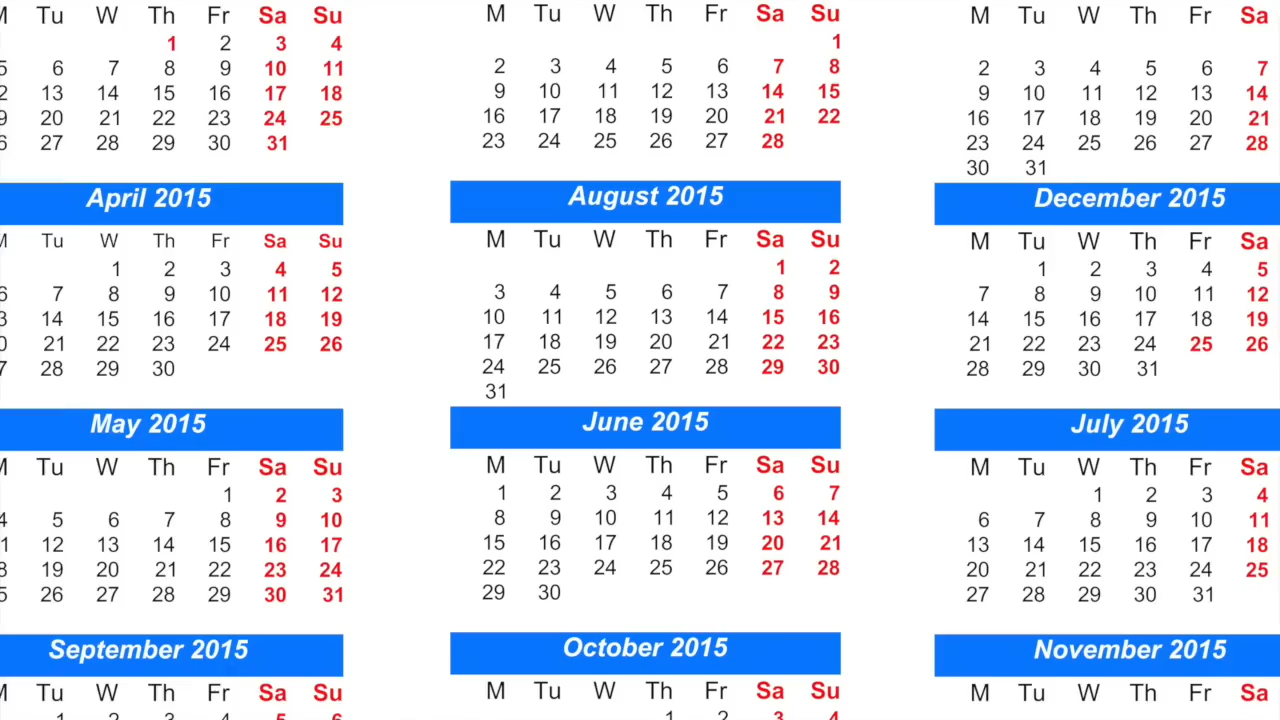 Tu W Th Fr Sa Su
1 2 3 4
6 7 8 9 10 11
13 14 15 16 17 18
20 21 22 23 24 25
27 28 29 30 31
M Tu W Th Fr Sa Su
1
2 3 4 5 6 7 8
9 10 11 12 13 14 15
16 17 18 19 20 21 22
23 24 25 26 27 28
M Tu W Th Fr Sa
2 3 4 5 6 7
9 10 11 12 13 14
16 17 18 19 20 21
23 24 25 26 27 28
30 31
April 2015
Tu W Th Fr Sa Su
1 2 3 4 5
7 8 9 10 11 12
14 15 16 17 18 19
21 22 23 24 25 26
28 29 30
August 2015
M Tu W Th Fr Sa Su
1 2
3 4 5 6 7 8 9
10 11 12 13 14 15 16
17 18 19 20 21 22 23
24 25 26 27 28 29 30
31
December 2015
M Tu W Th Fr Sa
1 2 3 4 5
7 8 9 10 11 12
14 15 16 17 18 19
21 22 23 24 25 26
28 29 30 31
May 2015
Tu W Th Fr Sa Su
1 2 3
5 6 7 8 9 10
12 13 14 15 16 17
19 20 21 22 23 24
26 27 28 29 30 31
June 2015
M Tu W Th Fr Sa Su
1 2 3 4 5 6 7
8 9 10 11 12 13 14
15 16 17 18 19 20 21
22 23 24 25 26 27 28
29 30
July 2015
M Tu W Th Fr Sa
1 2 3 4
6 7 8 9 10 11
13 14 15 16 17 18
20 21 22 23 24 25
27 28 29 30 31
September 2015
Tu W Th Fr Sa Su
1 2 3 4 5 6
October 2015
M Tu W Th Fr Sa Su
1 2 3 4
November 2015
M Tu W Th Fr Sa